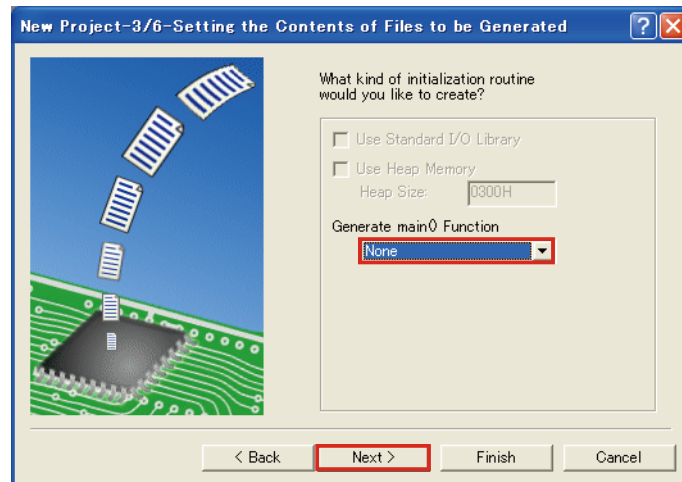 New Project-3/6-Setting the Contents of Files to be Generated
What kind of initialization routine
would you like to create?
Use Standard I/O Library
Use Heap Memory
Heap Size: 0300H
Generate main() Function
None
< Back Next > Finish Cancel